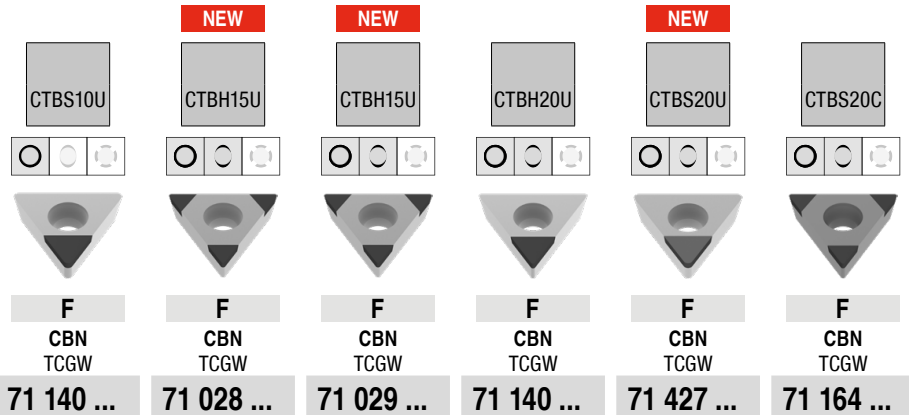 NEW NEW NEW
CTBS10U CTBH15U CTBH15U CTBH20U CTBS20U CTBS20C
F F F F F F
CBN CBN CBN CBN CBN CBN
TCGW TCGW TCGW TCGW TCGW TCGW
71 140 ... 71 028 ... 71 029 ... 71 140 ... 71 427 ... 71 164 ...